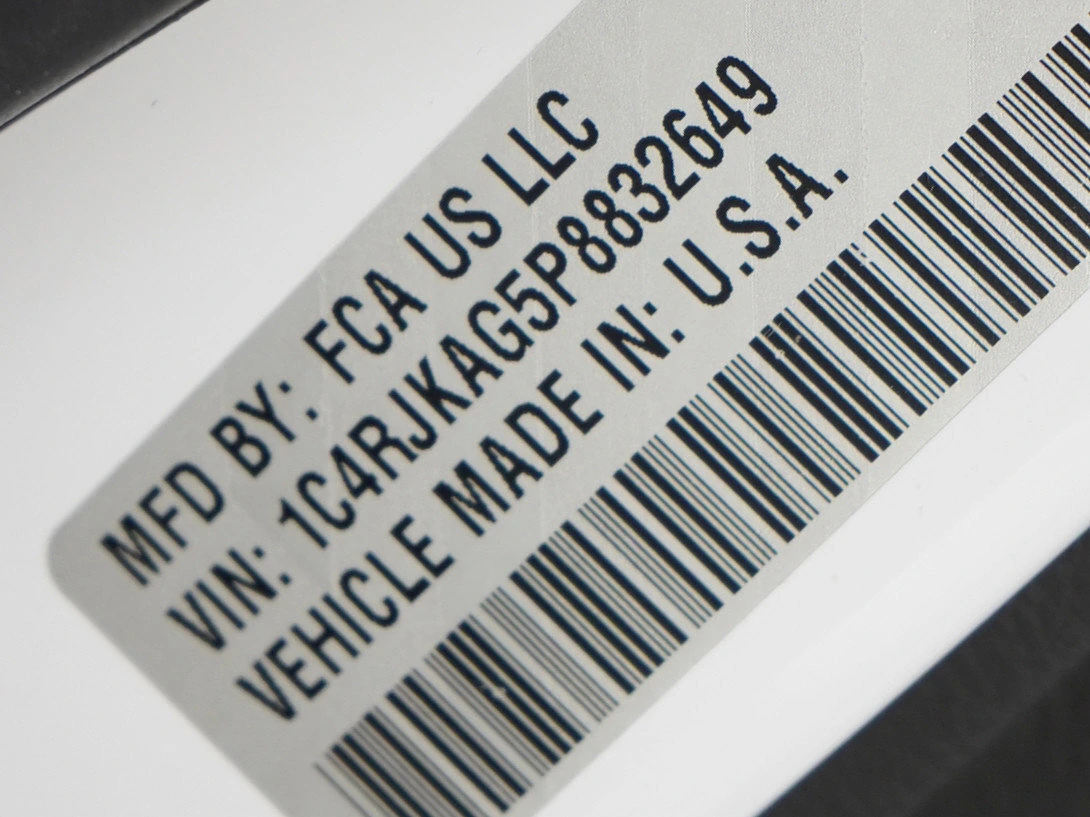 MFD BY: FCA US LLC
VIN: 1C4RJKAG5P8832649
VEHICLE MADE IN: U.S.A.